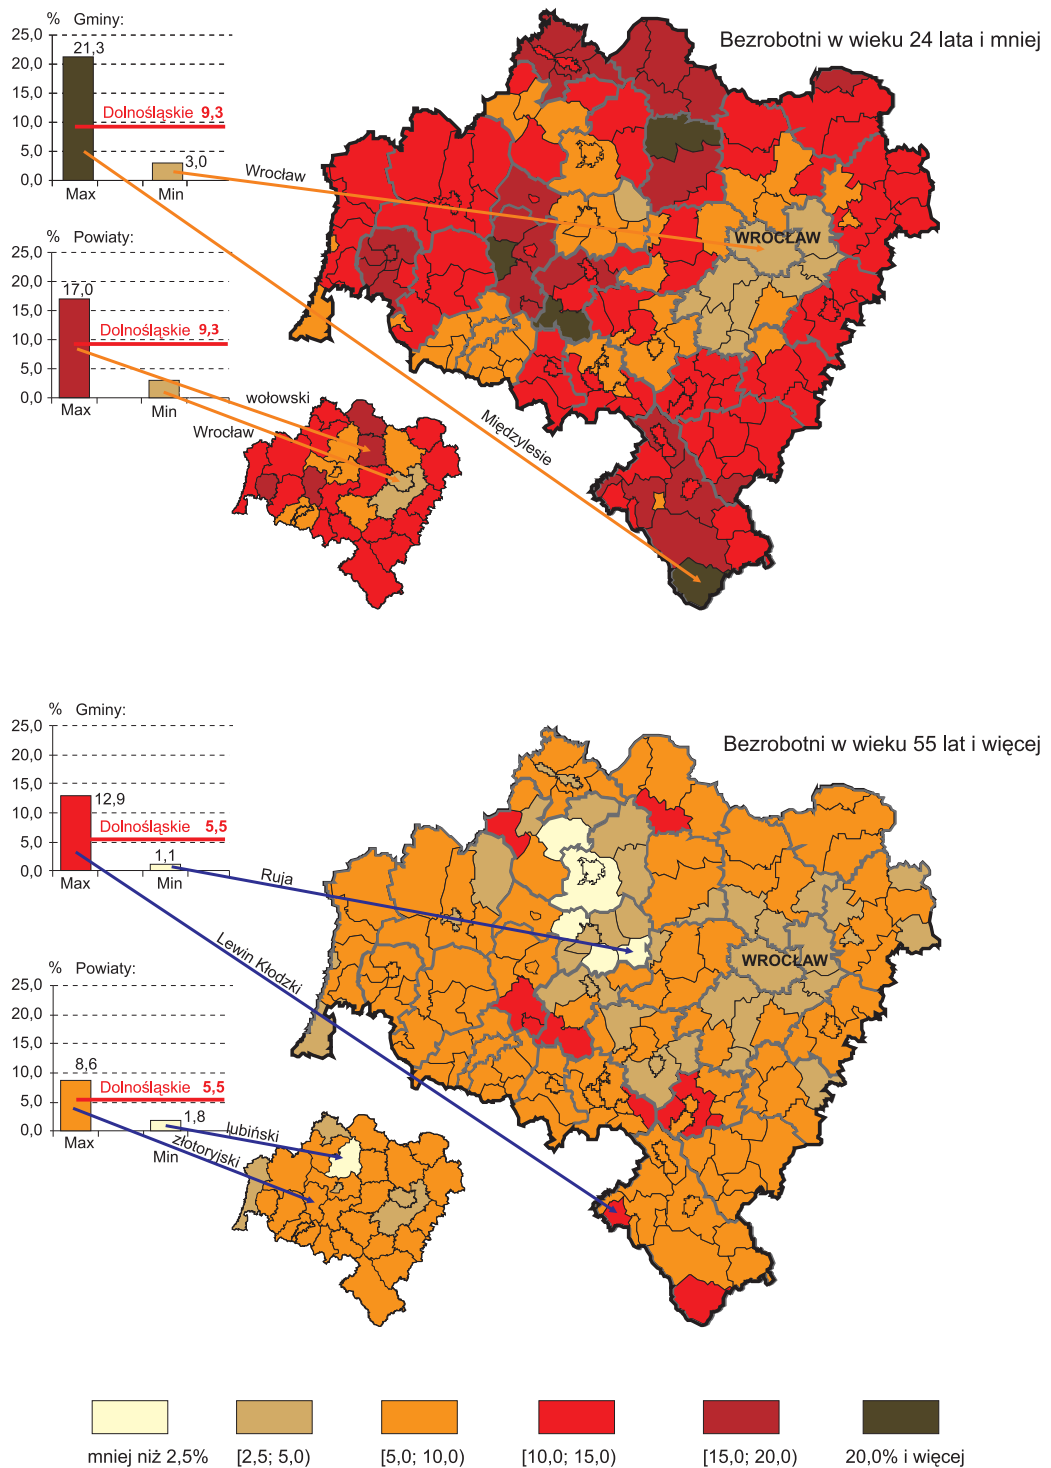 Bezrobotni w wieku 24 lata i mniej
% Gminy:
25,0
20,0
15,0
10,0
5,0
0,0
21,3
Dolnośląskie 9,3
3,0
Max Min
Wrocław
WROCŁAW
% Powiaty:
25,0
20,0
15,0
10,0
5,0
0,0
17,0
Dolnośląskie 9,3
Max Min
wołowski
Wrocław
Międzylesie
Bezrobotni w wieku 55 lat i więcej
% Gminy:
25,0
20,0
15,0
10,0
5,0
0,0
12,9
Dolnośląskie 5,5
1,1
Max Min
Ruja
Lewin Kłodzki
WROCŁAW
% Powiaty:
25,0
20,0
15,0
10,0
5,0
0,0
8,6
Dolnośląskie 5,5
1,8
Max Min
lubiński
złotoryjski
mniej niż 2,5% [2,5; 5,0) [5,0; 10,0) [10,0; 15,0) [15,0; 20,0) 20,0% i więcej